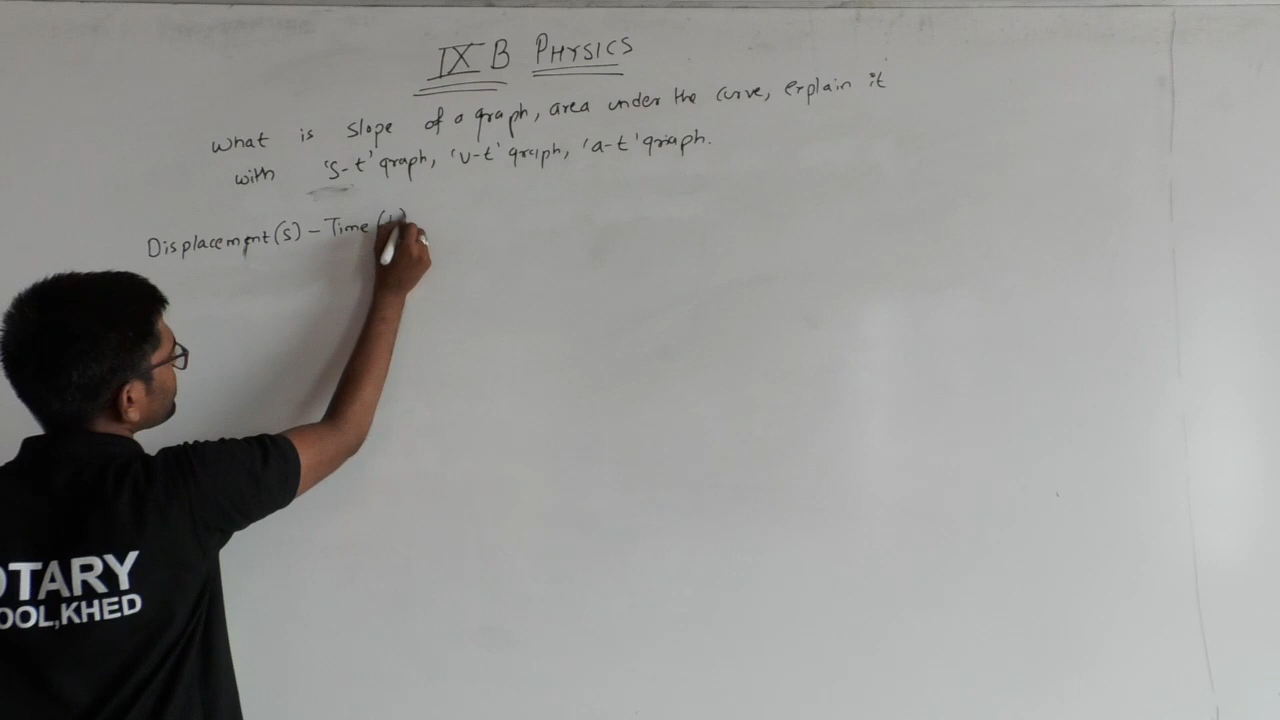 IX B PHYSICS
What is slope of a graph, area under the curve, explain it
with 's-t' graph, 'v-t' graph, 'a-t' graph.
Displacement (S) - Time (t)
OTARY
OOL, KHED